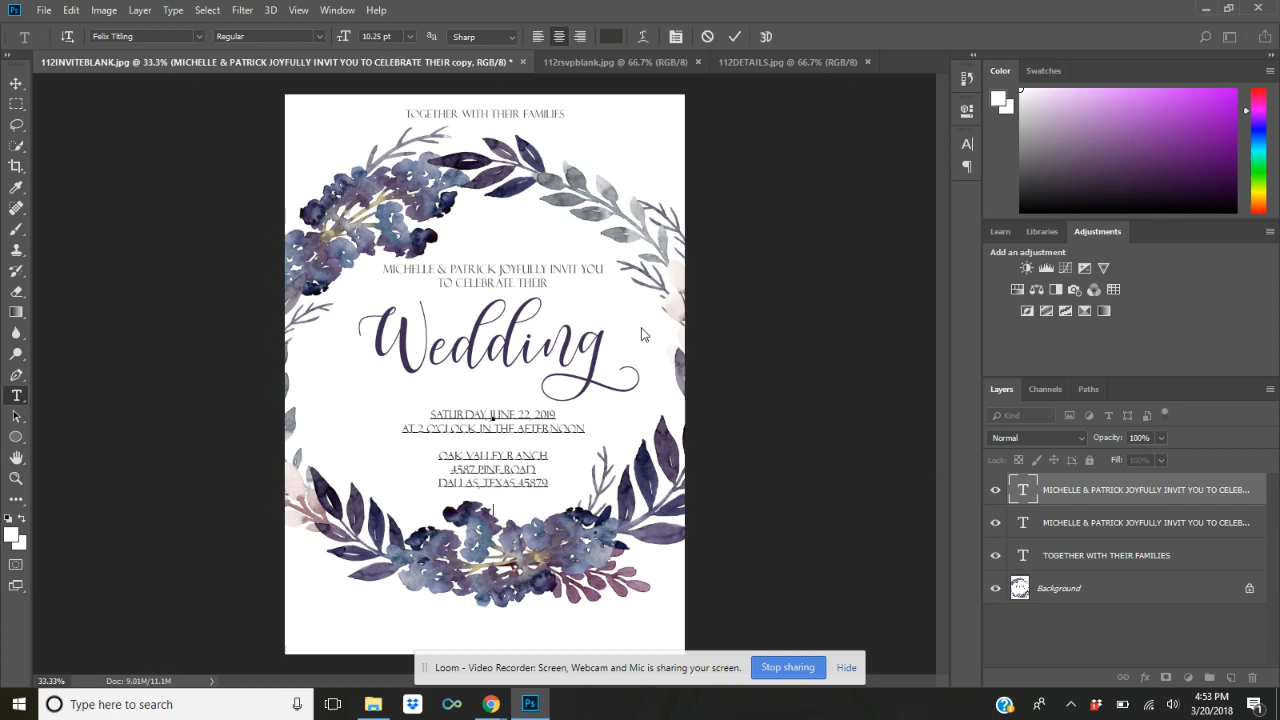 Ps File Edit Image Layer Type Select Filter 3D View Window Help
Felix Titling Regular 10.25 pt Sharp 3D
112INVITEBLANK.jpg @ 33.3% (MICHELLE & PATRICK JOYFULLY INVIT YOU TO CELEBRATE THEIR copy, RGB/8) * × 112rsvpblank.jpg @ 66.7% (RGB/8) × 112DETAILS.jpg @ 66.7% (RGB/8) ×
TOGETHER WITH THEIR FAMILIES
MICHELLE & PATRICK JOYFULLY INVIT YOU
TO CELEBRATE THEIR
Wedding
SATURDAY, JUNE 22, 2019
AT 2 O'CLOCK IN THE AFTERNOON
OAK VALLEY RANCH
4587 PINE ROAD
DALLAS, TEXAS 45879
Color Swatches
Learn Libraries Adjustments
Add an adjustment
Layers Channels Paths
Kind
Normal Opacity: 100%
Lock: Fill: 100%
T MICHELLE & PATRICK JOYFULLY INVIT YOU TO CELEB...
T MICHELLE & PATRICK JOYFULLY INVIT YOU TO CELEB...
T TOGETHER WITH THEIR FAMILIES
Background
33.33% Doc: 9.01M/11.1M
Loom - Video Recorder: Screen, Webcam and Mic is sharing your screen. Stop sharing Hide
Type here to search
Ps
4:53 PM
3/20/2018